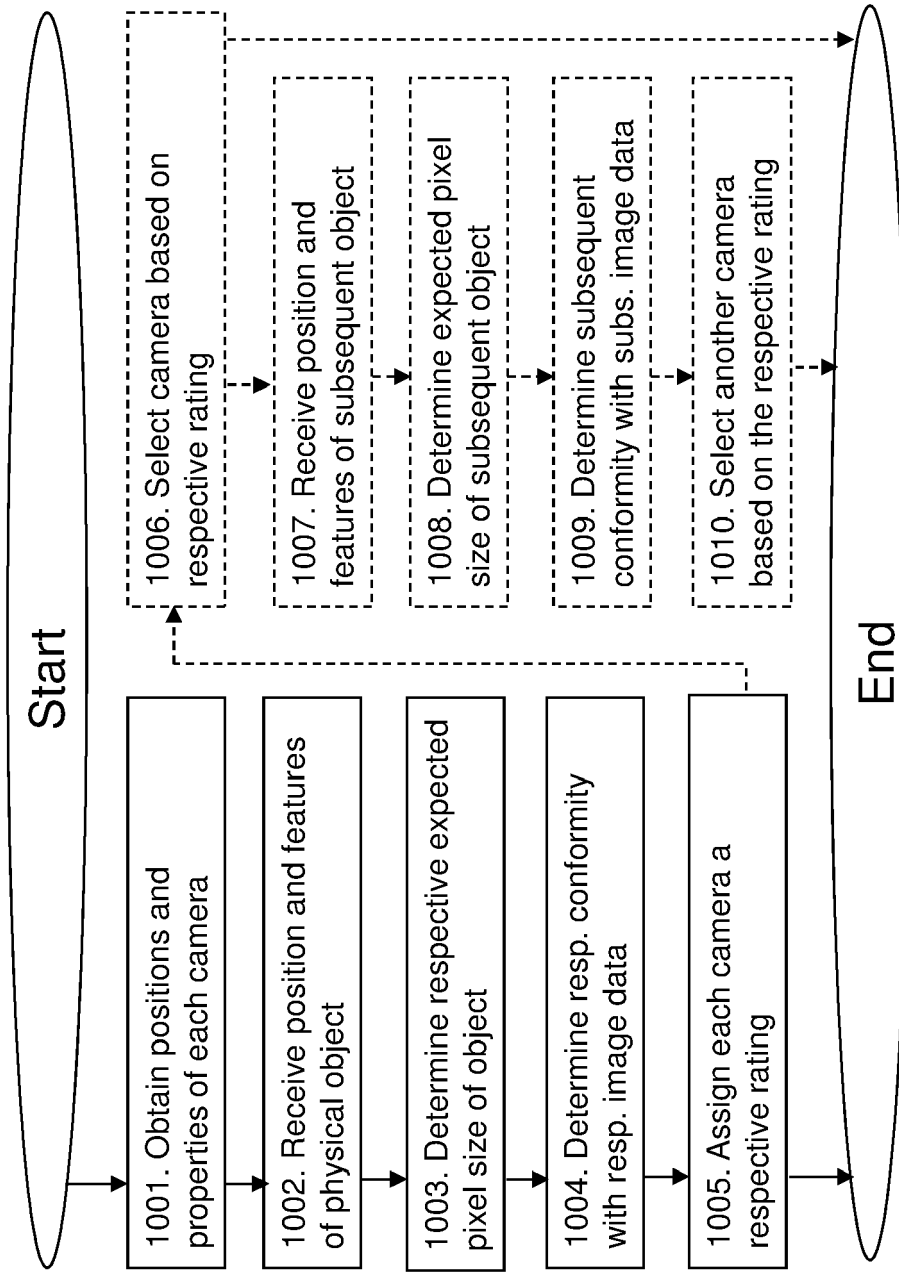 Start
1001. Obtain positions and
properties of each camera
1002. Receive position and features
of physical object
1003. Determine respective expected
pixel size of object
1004. Determine resp. conformity
with resp. image data
1005. Assign each camera a
respective rating
1006. Select camera based on
respective rating
1007. Receive position and
features of subsequent object
1008. Determine expected pixel
size of subsequent object
1009. Determine subsequent
conformity with subs. image data
1010. Select another camera
based on the respective rating
End